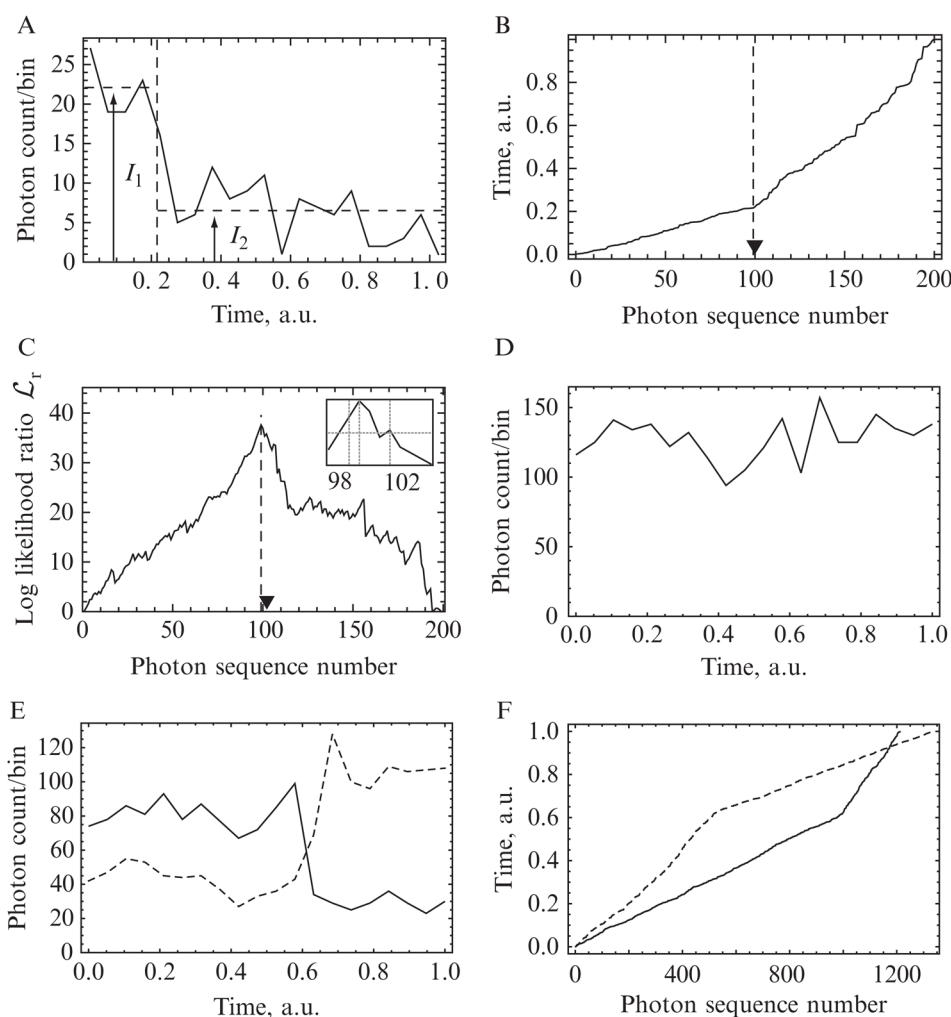 A
Photon count/bin
25
20
15
10
5
0
I1
I2
0. 2 0. 4 0. 6 0. 8 1. 0
Time, a.u.
B
Time, a.u.
0.8
0.6
0.4
0.2
0.0
0 50 100 150 200
Photon sequence number
C
Log likelihood ratio ℒr
40
30
20
10
0
98 102
0 50 100 150 200
Photon sequence number
D
Photon count/bin
150
100
50
0
0.0 0.2 0.4 0.6 0.8 1.0
Time, a.u.
E
Photon count/bin
120
100
80
60
40
20
0
0.0 0.2 0.4 0.6 0.8 1.0
Time, a.u.
F
Time, a.u.
1.0
0.8
0.6
0.4
0.2
0.0
0 400 800 1200
Photon sequence number